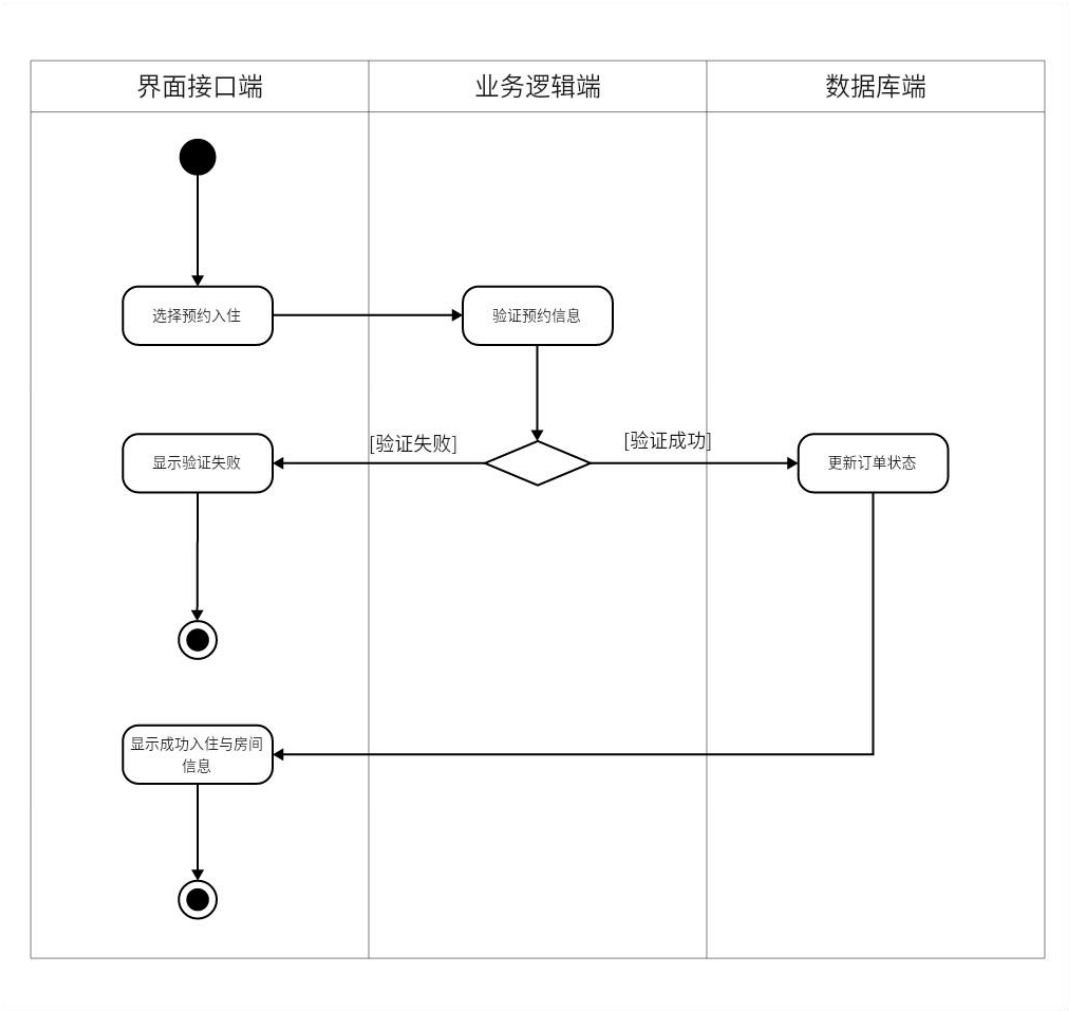 界面接口端
业务逻辑端
数据库端
选择预约入住
验证预约信息
[验证失败]
[验证成功]
显示验证失败
更新订单状态
显示成功入住与房间
信息